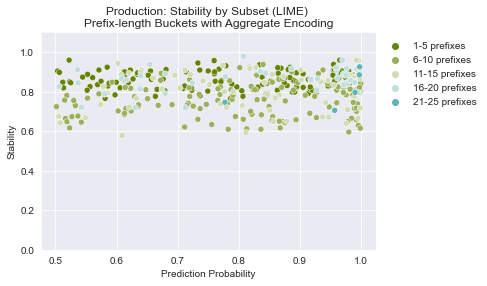 Production: Stability by Subset (LIME)
Prefix-length Buckets with Aggregate Encoding
1-5 prefixes
6-10 prefixes
11-15 prefixes
16-20 prefixes
21-25 prefixes
Stability
1.0
0.8
0.6
0.4
0.2
0.0
0.5 0.6 0.7 0.8 0.9 1.0
Prediction Probability